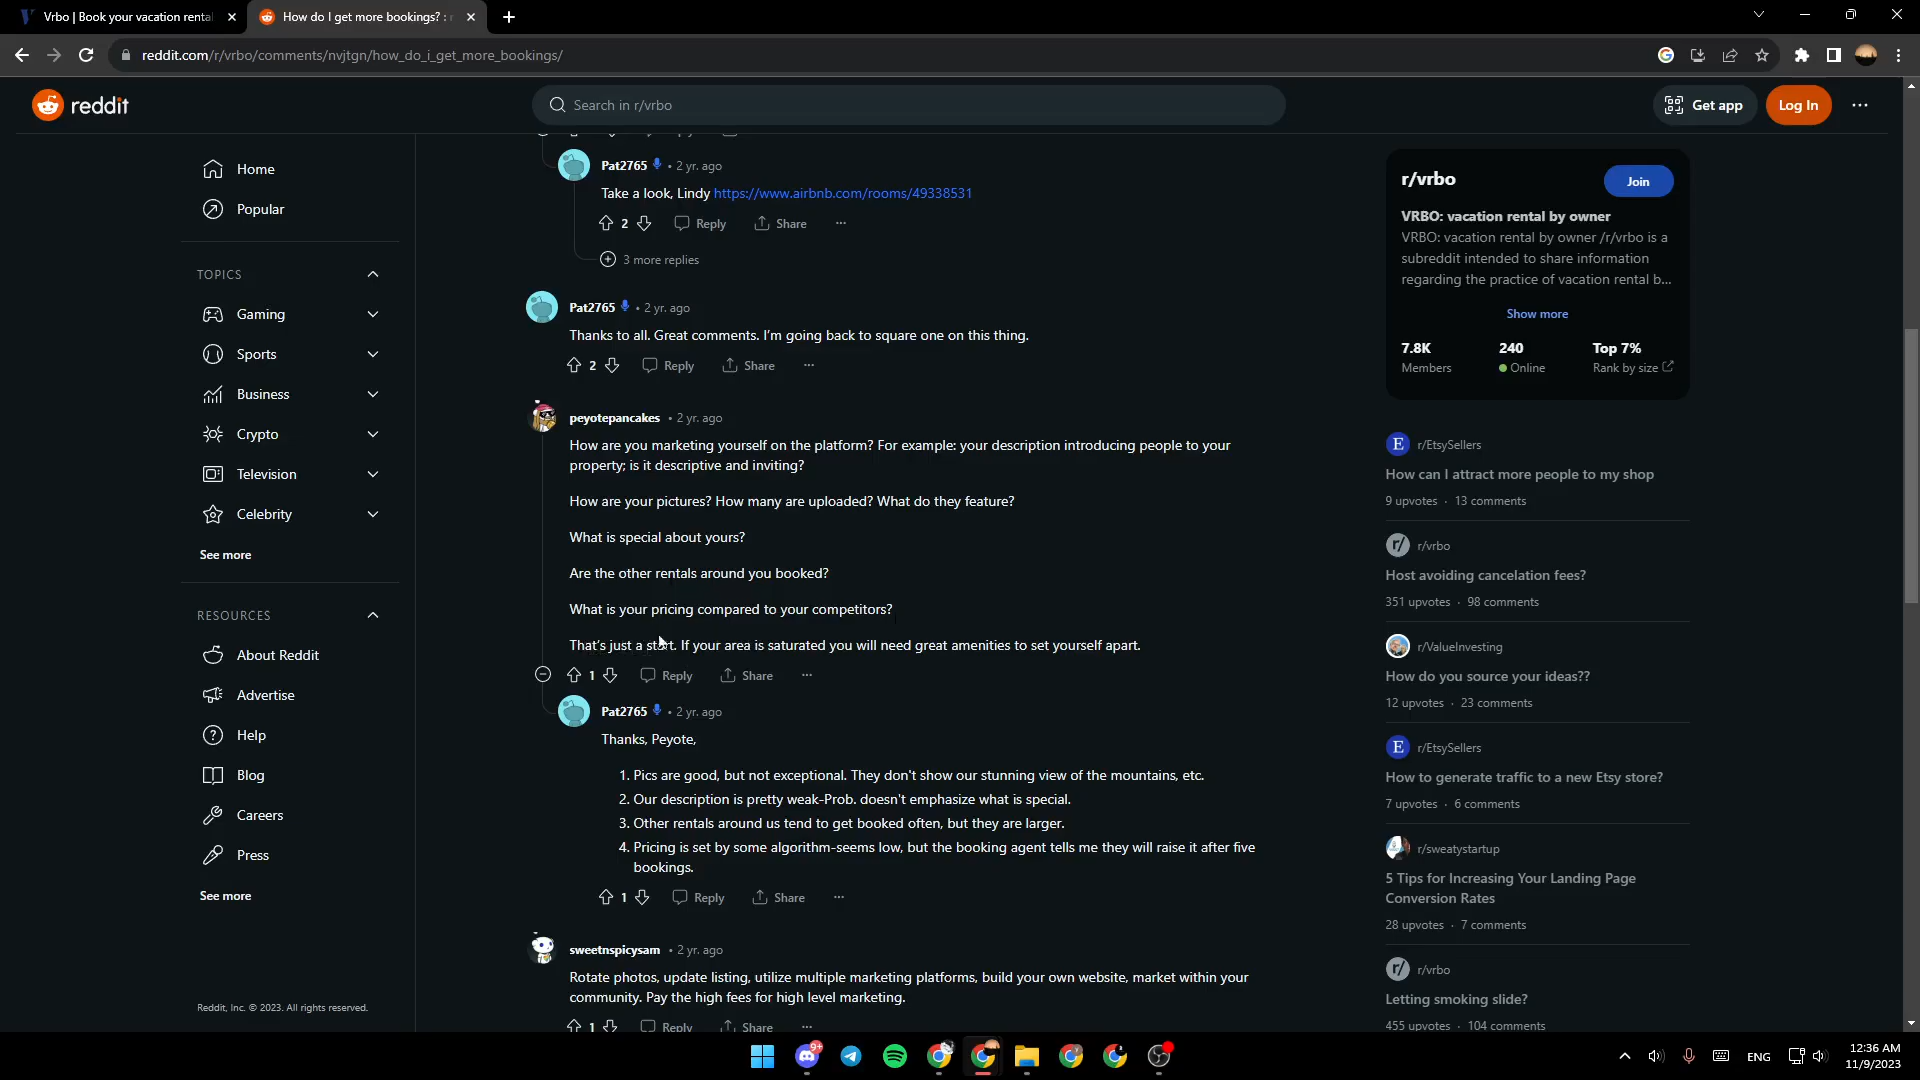 Vrbo | Book your vacation renta
How do I get more bookings? :
reddit.com/r/vrbo/comments/nvjtgn/how_do_i_get_more_bookings/
reddit
Search in r/vrbo
Get app
Log In
Home
Popular
TOPICS
Gaming
Sports
Business
Crypto
Television
Celebrity
See more
RESOURCES
About Reddit
Advertise
Help
Blog
Careers
Press
See more
Reddit, Inc. © 2023. All rights reserved.
Pat2765 • 2 yr. ago
Take a look, Lindy https://www.airbnb.com/rooms/49338531
2 Reply Share
3 more replies
Pat2765 • 2 yr. ago
Thanks to all. Great comments. I'm going back to square one on this thing.
2 Reply Share
peyotepancakes • 2 yr. ago
How are you marketing yourself on the platform? For example: your description introducing people to your
property; is it descriptive and inviting?
How are your pictures? How many are uploaded? What do they feature?
What is special about yours?
Are the other rentals around you booked?
What is your pricing compared to your competitors?
That's just a start. If your area is saturated you will need great amenities to set yourself apart.
1 Reply Share
Pat2765 • 2 yr. ago
Thanks, Peyote,
1. Pics are good, but not exceptional. They don't show our stunning view of the mountains, etc.
2. Our description is pretty weak-Prob. doesn't emphasize what is special.
3. Other rentals around us tend to get booked often, but they are larger.
4. Pricing is set by some algorithm-seems low, but the booking agent tells me they will raise it after five
bookings.
1 Reply Share
sweetnspicysam • 2 yr. ago
Rotate photos, update listing, utilize multiple marketing platforms, build your own website, market within your
community. Pay the high fees for high level marketing.
1 Reply Share
r/vrbo
Join
VRBO: vacation rental by owner
VRBO: vacation rental by owner /r/vrbo is a
subreddit intended to share information
regarding the practice of vacation rental b...
Show more
7.8K 240 Top 7%
Members Online Rank by size
r/EtsySellers
How can I attract more people to my shop
9 upvotes · 13 comments
r/vrbo
Host avoiding cancelation fees?
351 upvotes · 98 comments
r/ValueInvesting
How do you source your ideas??
12 upvotes · 23 comments
r/EtsySellers
How to generate traffic to a new Etsy store?
7 upvotes · 6 comments
r/sweatystartup
5 Tips for Increasing Your Landing Page
Conversion Rates
28 upvotes · 7 comments
r/vrbo
Letting smoking slide?
455 upvotes · 104 comments
9+
ENG
12:36 AM
11/9/2023